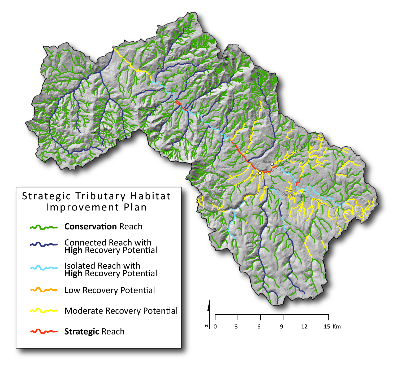 Strategic Tributary Habitat
Improvement Plan
Conservation Reach
Connected Reach with
High Recovery Potential
Isolated Reach with
High Recovery Potential
Low Recovery Potential
Moderate Recovery Potential
Strategic Reach
0 3 6 9 12 15 Km